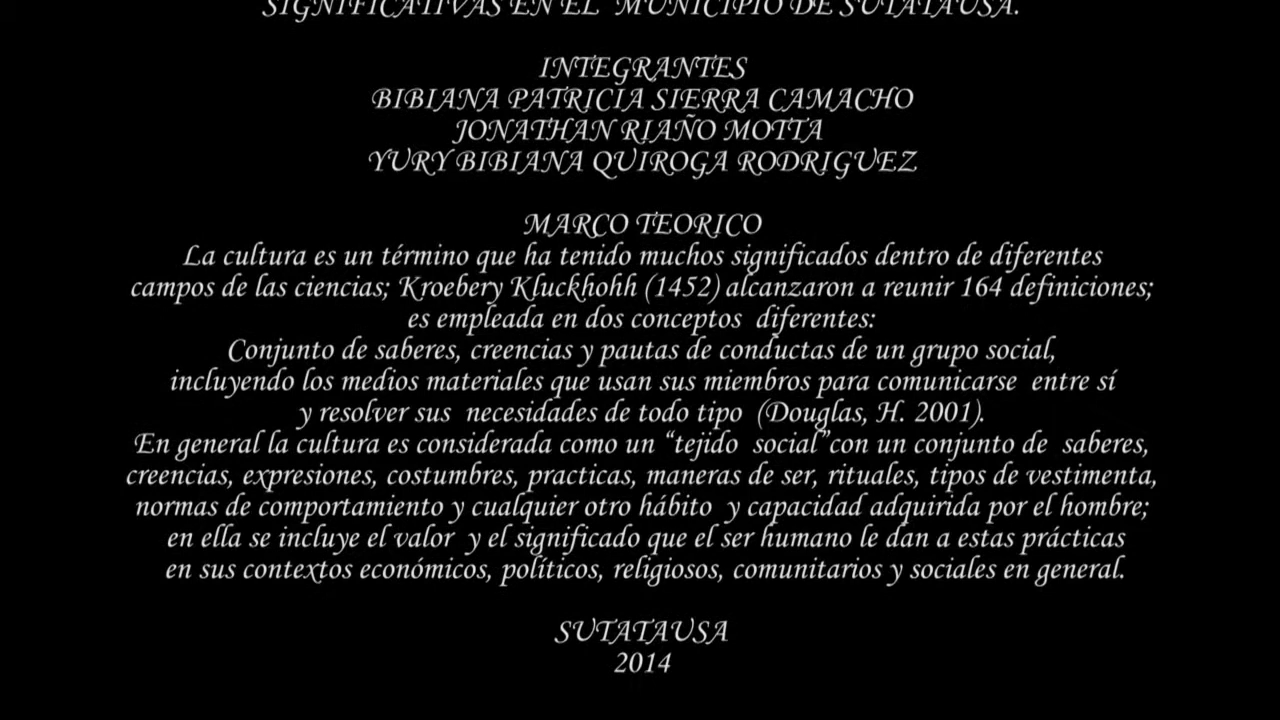 SIGNIFICATIVAS EN EL MUNICIPIO DE SUTATAUSA.
INTEGRANTES
BIBIANA PATRICIA SIERRA CAMACHO
JONATHAN RIAÑO MOTTA
YURY BIBIANA QUIROGA RODRIGUEZ
MARCO TEORICO
La cultura es un término que ha tenido muchos significados dentro de diferentes
campos de las ciencias; Kroebery Kluckhohh (1452) alcanzaron a reunir 164 definiciones;
es empleada en dos conceptos diferentes:
Conjunto de saberes, creencias y pautas de conductas de un grupo social,
incluyendo los medios materiales que usan sus miembros para comunicarse entre sí
y resolver sus necesidades de todo tipo (Douglas, H. 2001).
En general la cultura es considerada como un “tejido social”con un conjunto de saberes,
creencias, expresiones, costumbres, practicas, maneras de ser, rituales, tipos de vestimenta,
normas de comportamiento y cualquier otro hábito y capacidad adquirida por el hombre;
en ella se incluye el valor y el significado que el ser humano le dan a estas prácticas
en sus contextos económicos, políticos, religiosos, comunitarios y sociales en general.
SUTATAUSA
2014